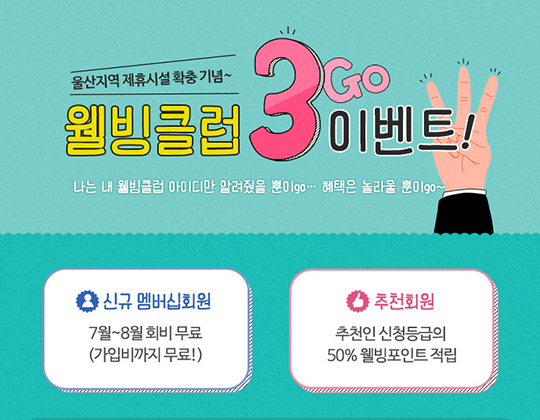 울산지역 제휴시설 확충 기념~
웰빙클럽 3Go 이벤트!
나는 내 웰빙클럽 아이디만 알려줬을 뿐이go… 혜택은 놀라울 뿐이go~
신규 멤버십회원
7월~8월 회비 무료
(가입비까지 무료!)
추천회원
추천인 신청등급의
50% 웰빙포인트 적립